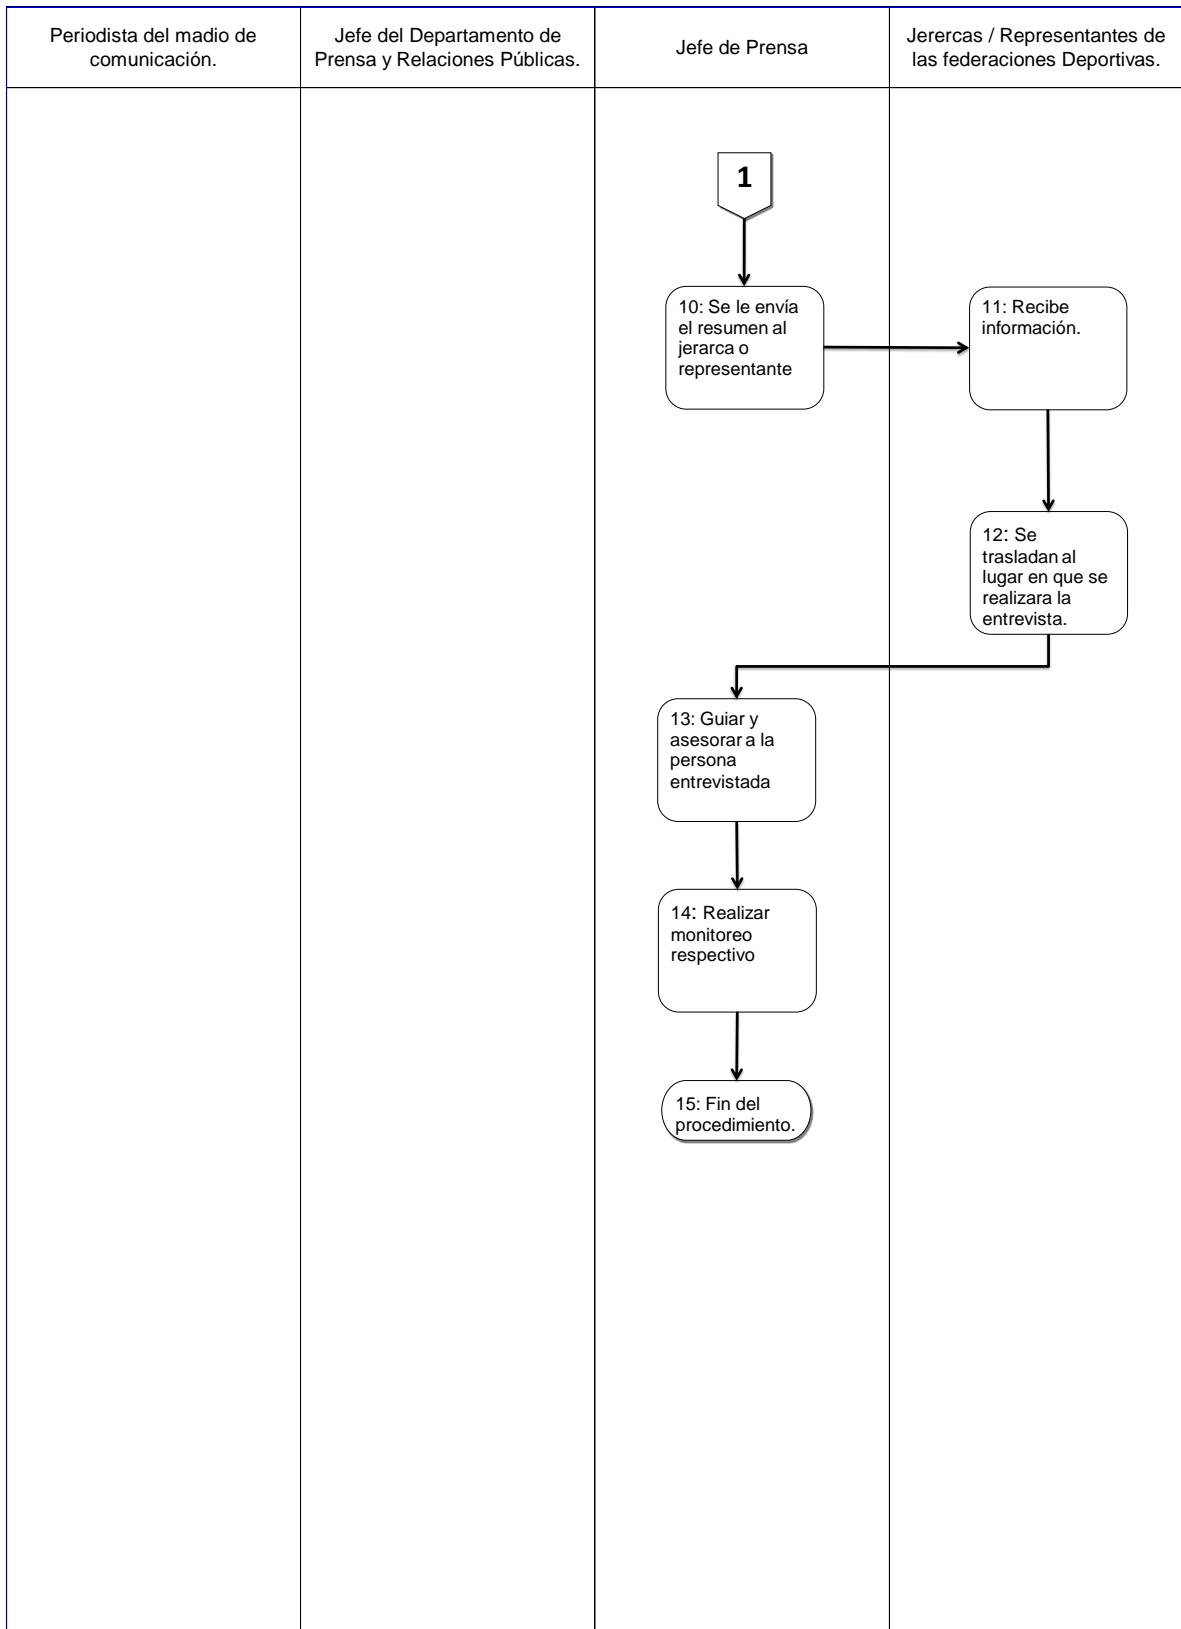 Periodista del madio de
comunicación.
Jefe del Departamento de
Prensa y Relaciones Públicas.
Jefe de Prensa
Jerercas / Representantes de
las federaciones Deportivas.
1
10: Se le envía
el resumen al
jerarca o
representante
11: Recibe
información.
12: Se
trasladan al
lugar en que se
realizara la
entrevista.
13: Guiar y
asesorar a la
persona
entrevistada
14: Realizar
monitoreo
respectivo
15: Fin del
procedimiento.